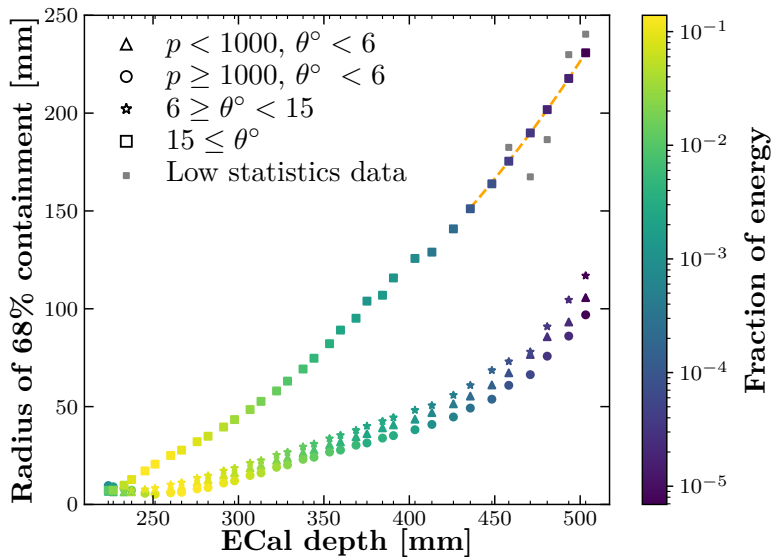 Radius of 68% containment [mm]
250
200
150
100
50
0
p < 1000, θ° < 6
p ≥ 1000, θ° < 6
6 ≥ θ° < 15
15 ≤ θ°
Low statistics data
250 300 350 400 450 500
ECal depth [mm]
10⁻¹
10⁻²
10⁻³
10⁻⁴
10⁻⁵
Fraction of energy